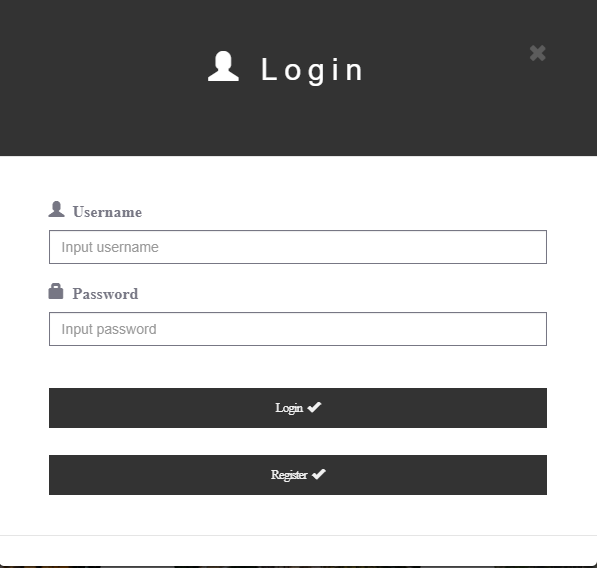 Login
Username
Input username
Password
Input password
Login
Register